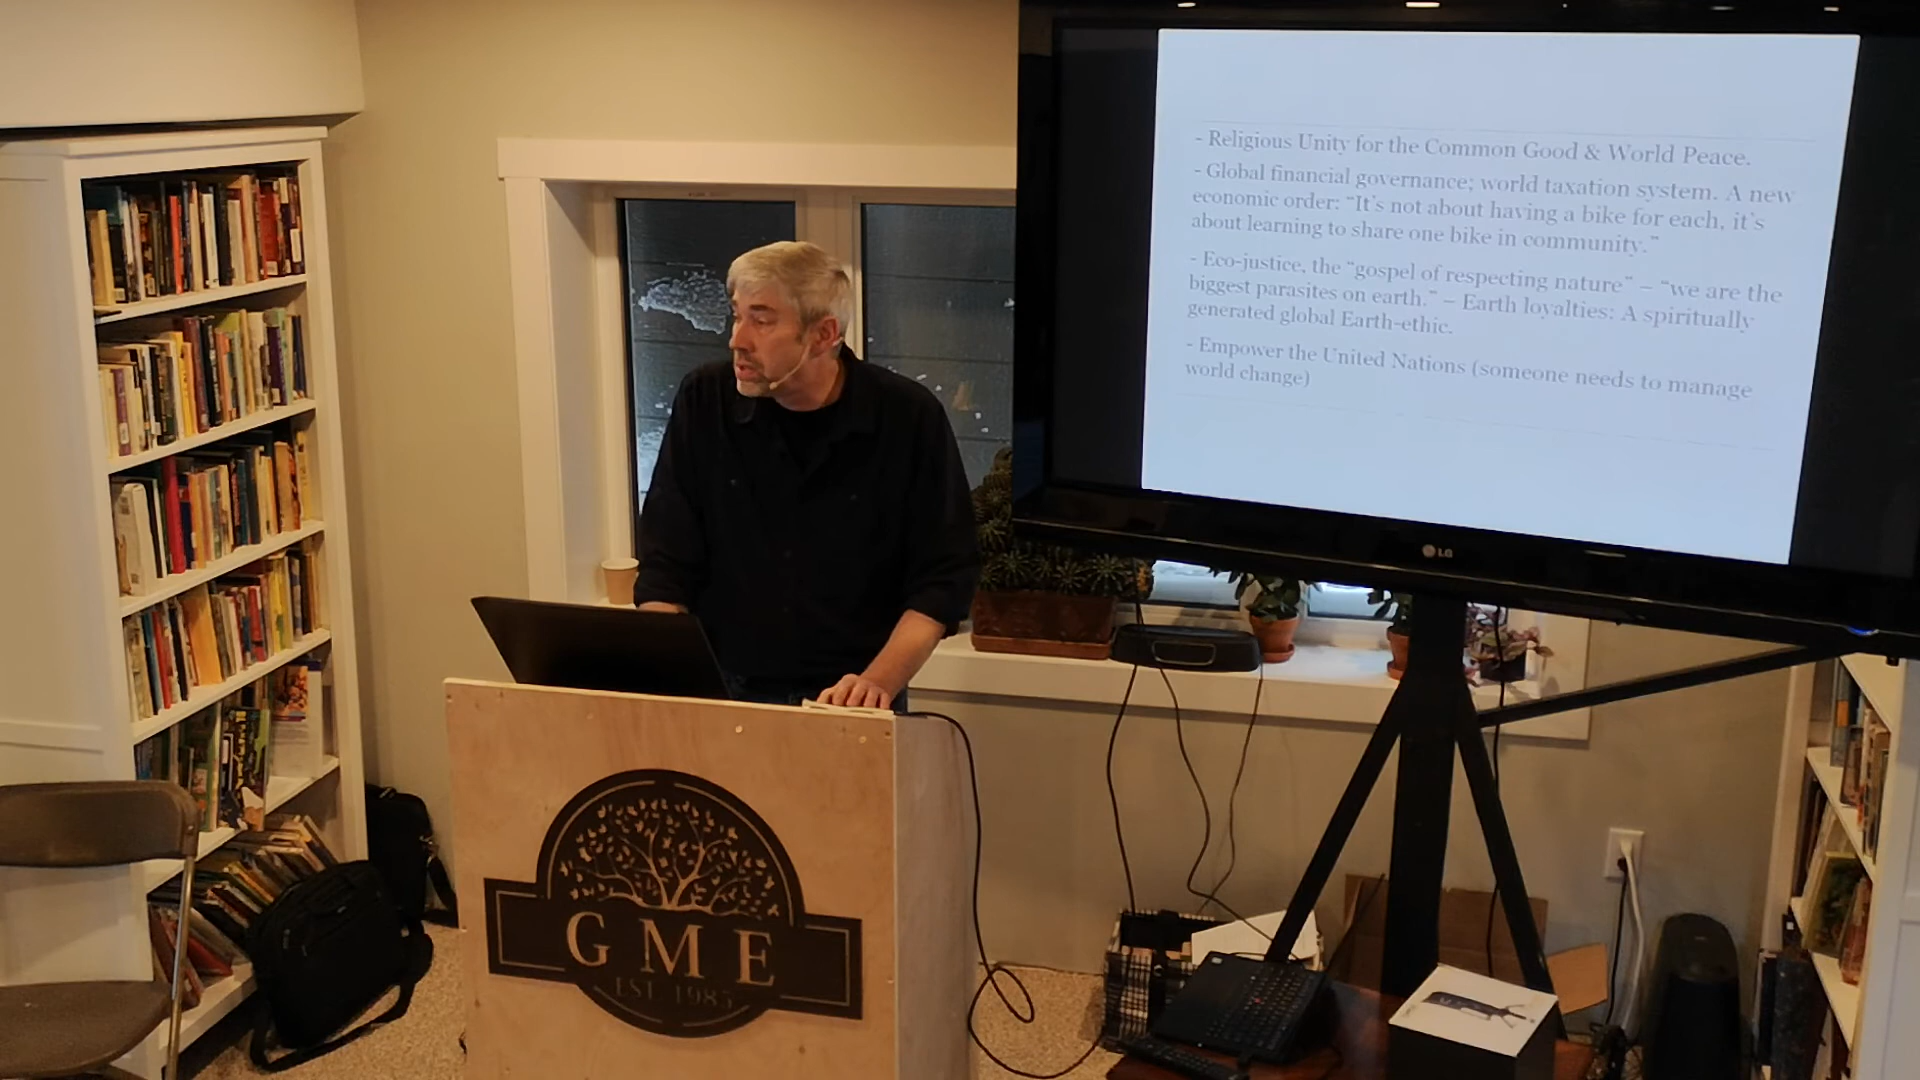 - Religious Unity for the Common Good & World Peace.
- Global financial governance; world taxation system. A new
economic order: “It’s not about having a bike for each, it’s
about learning to share one bike in community.”
- Eco-justice, the “gospel of respecting nature” – “we are the
biggest parasites on earth.” – Earth loyalties: A spiritually
generated global Earth-ethic.
- Empower the United Nations (someone needs to manage
world change)
LG
GME
EST. 1985